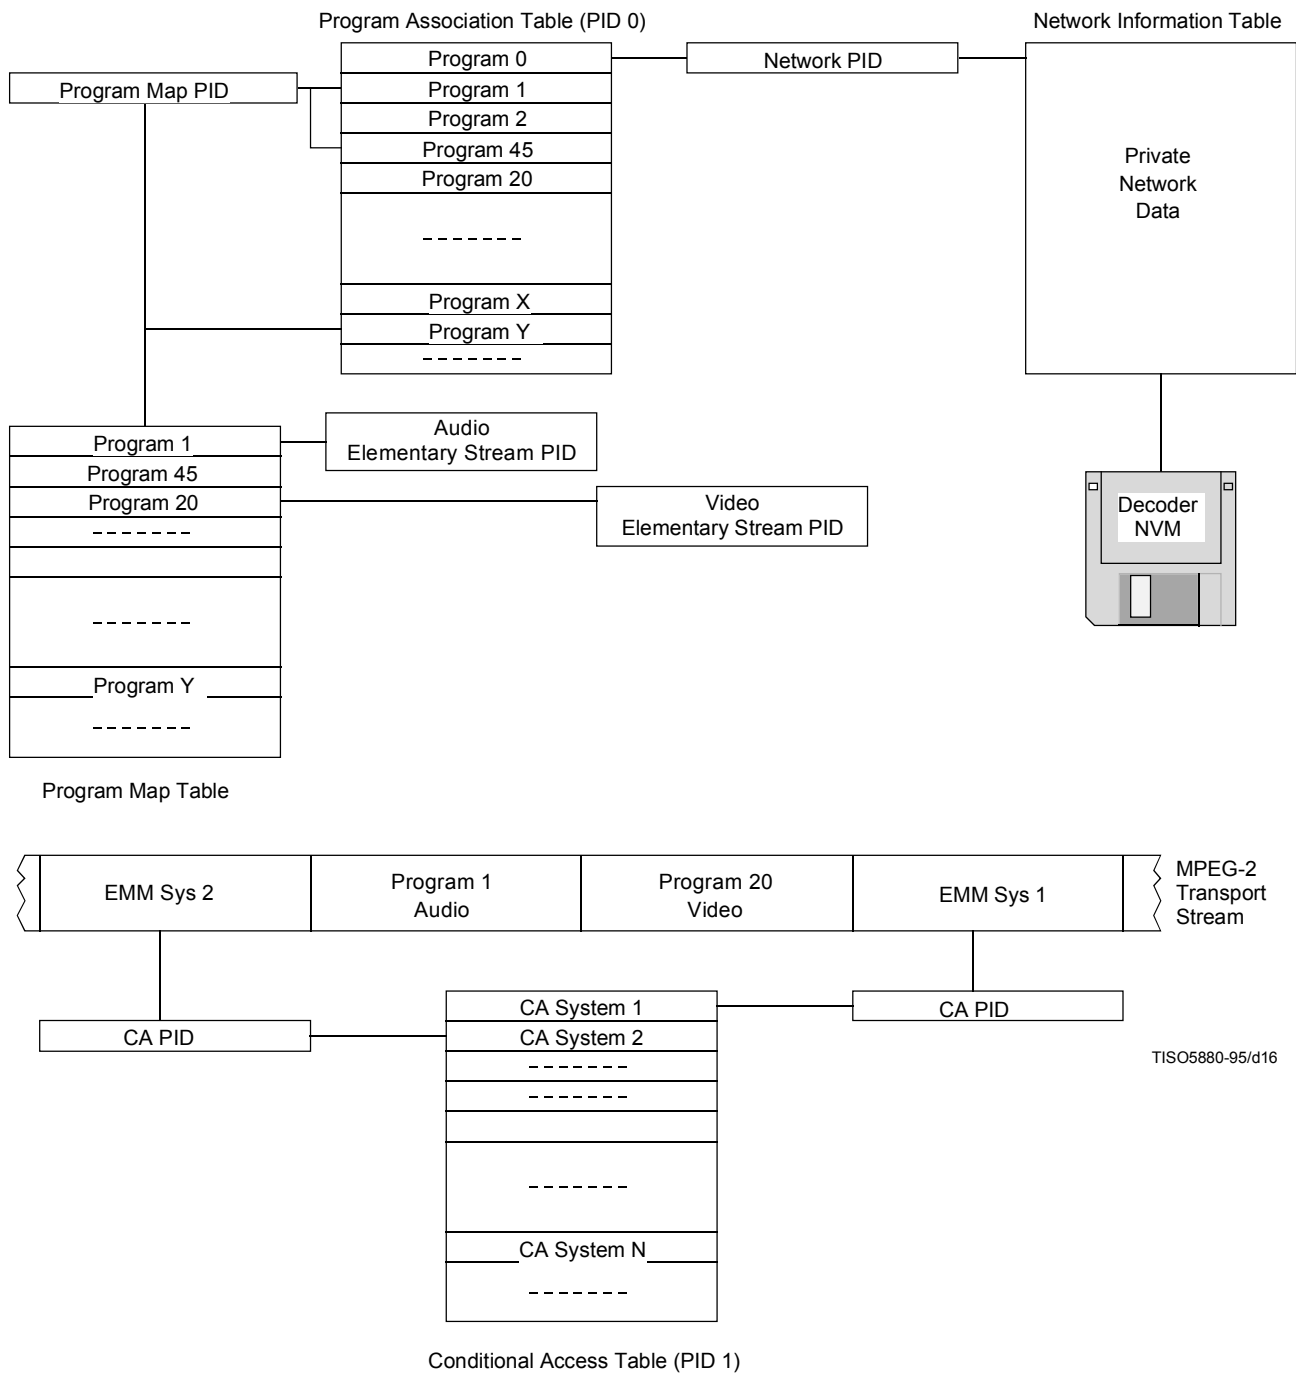 Program Association Table (PID 0)
Network Information Table
Program 0
Network PID
Program Map PID
Program 1
Program 2
Program 45
Program 20
Private
Network
Data
Program X
Program Y
Program 1
Audio
Elementary Stream PID
Program 45
Program 20
Video
Elementary Stream PID
Decoder
NVM
Program Y
Program Map Table
EMM Sys 2
Program 1
Audio
Program 20
Video
EMM Sys 1
MPEG-2
Transport
Stream
CA System 1
CA PID
CA PID
CA System 2
TISO5880-95/d16
CA System N
Conditional Access Table (PID 1)